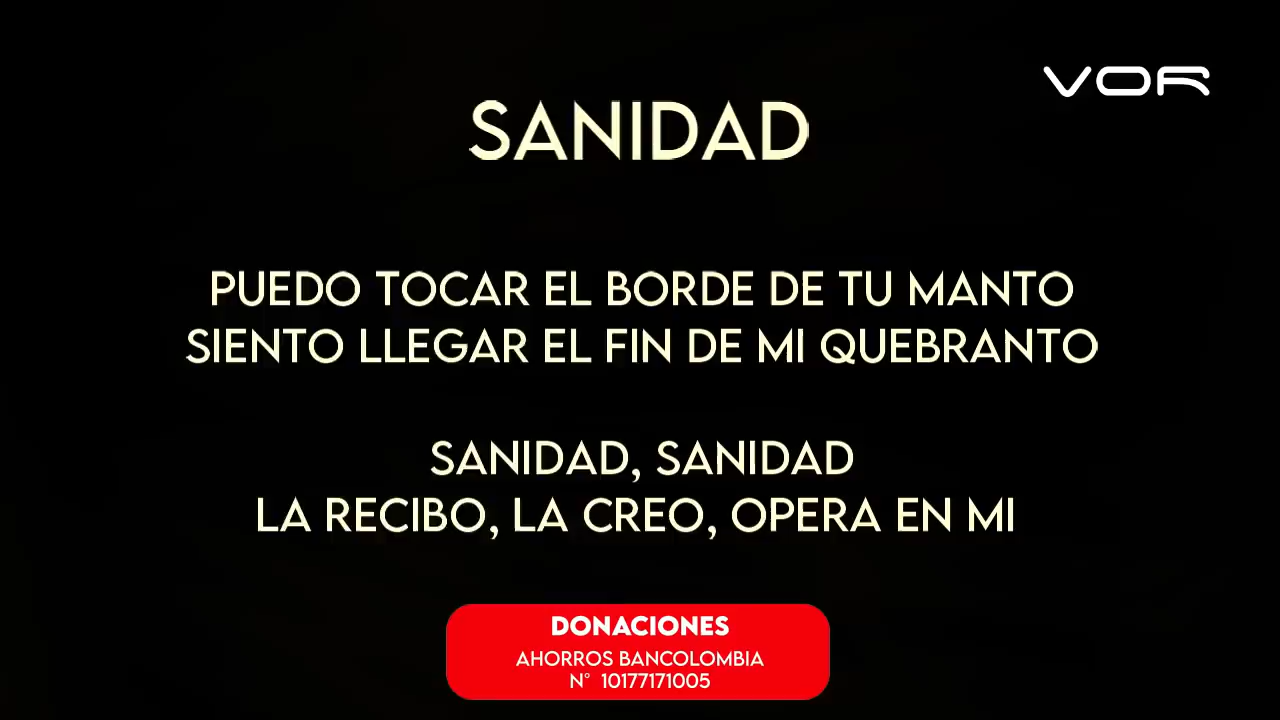 VOR
SANIDAD
PUEDO TOCAR EL BORDE DE TU MANTO
SIENTO LLEGAR EL FIN DE MI QUEBRANTO
SANIDAD, SANIDAD
LA RECIBO, LA CREO, OPERA EN MI
DONACIONES
AHORROS BANCOLOMBIA
N° 10177171005